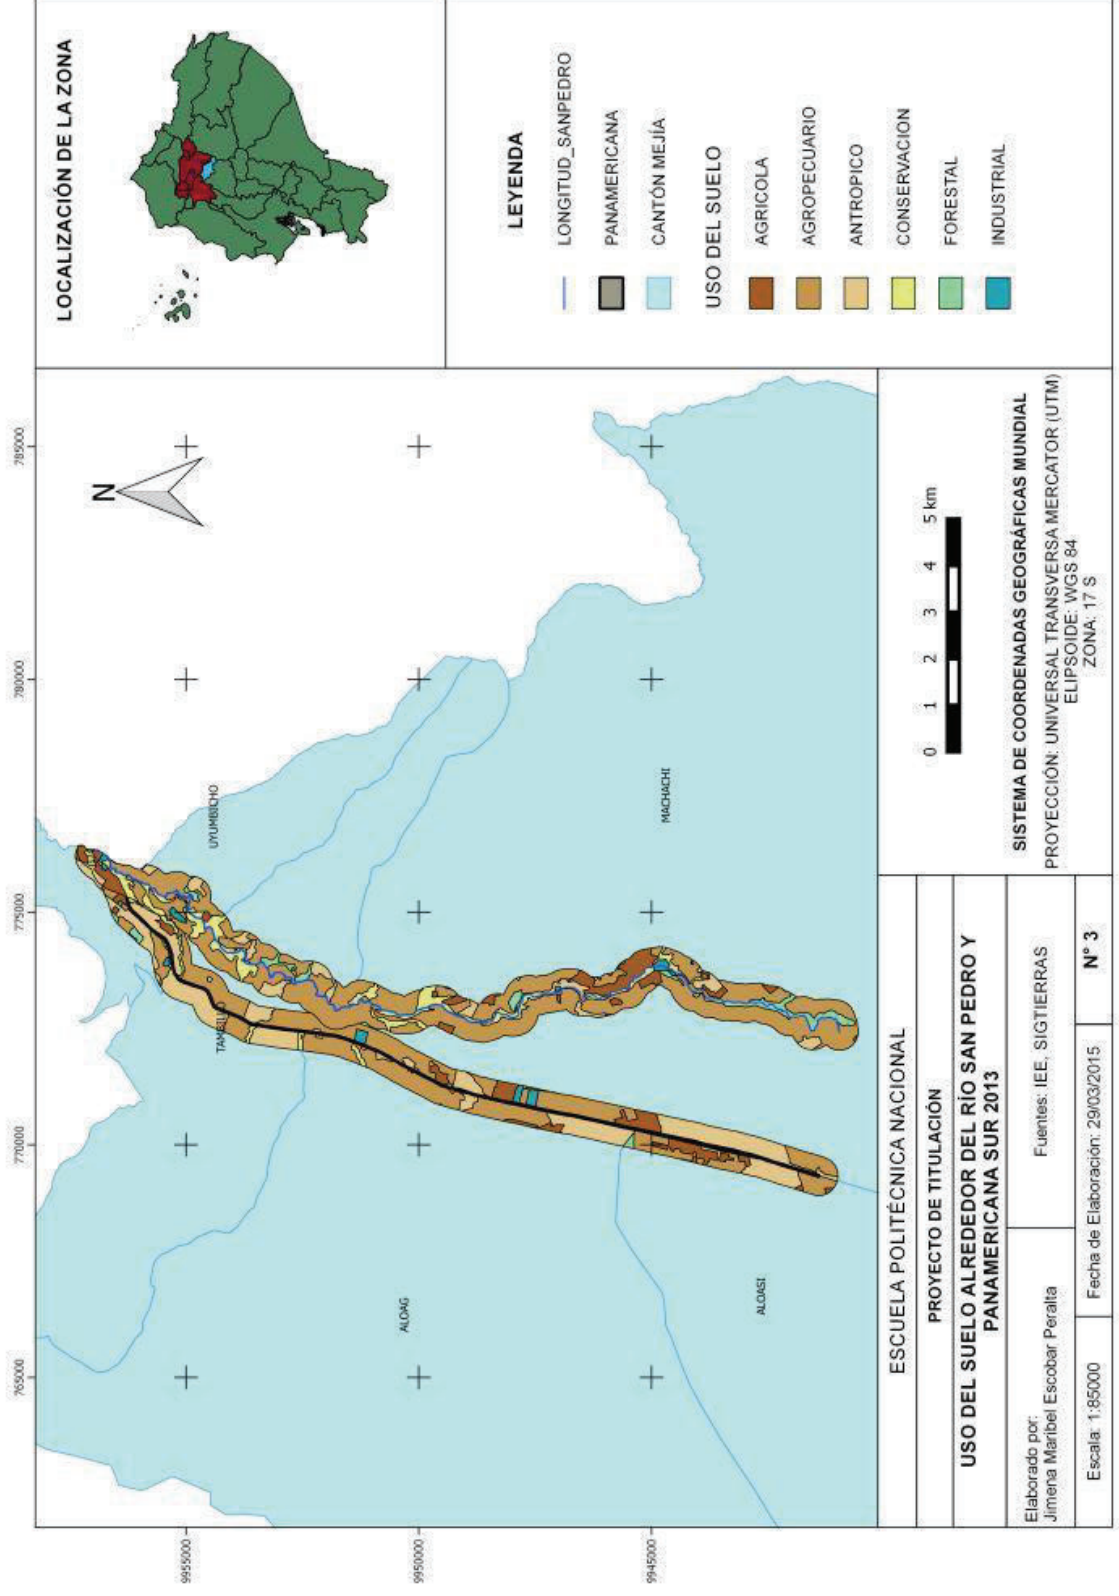 765000
770000
775000
780000
785000
9955000
9950000
9945000
N
UYUMBICHO
ALOAG
MACHACHI
ALOASI
LOCALIZACIÓN DE LA ZONA
LEYENDA
LONGITUD_SANPEDRO
PANAMERICANA
CANTÓN MEJÍA
USO DEL SUELO
AGRICOLA
AGROPECUARIO
ANTROPICO
CONSERVACION
FORESTAL
INDUSTRIAL
ESCUELA POLITÉCNICA NACIONAL
PROYECTO DE TITULACIÓN
USO DEL SUELO ALREDEDOR DEL RÍO SAN PEDRO Y
PANAMERICANA SUR 2013
Elaborado por:
Jimena Maribel Escobar Peralta
Fuentes: IEE, SIGTIERRAS
Escala: 1:85000
Fecha de Elaboración: 29/03/2015
N° 3
0 1 2 3 4 5 km
SISTEMA DE COORDENADAS GEOGRÁFICAS MUNDIAL
PROYECCIÓN: UNIVERSAL TRANSVERSA MERCATOR (UTM)
ELIPSOIDE: WGS 84
ZONA: 17 S